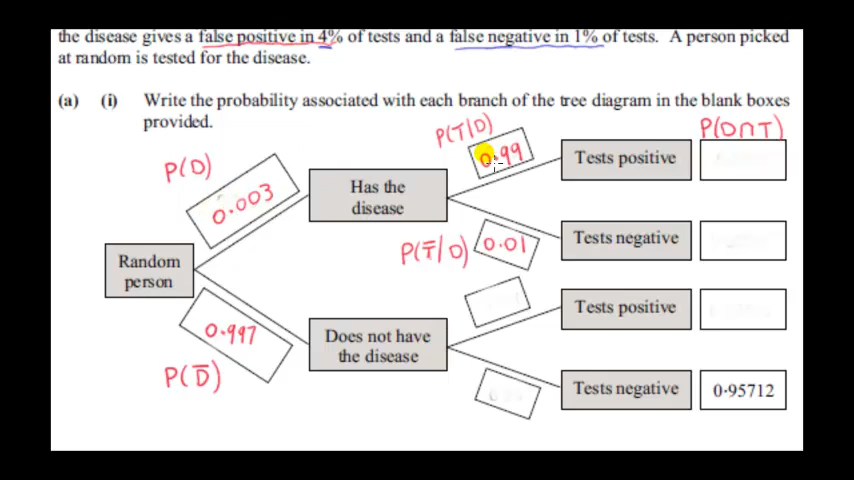 the disease gives a false positive in 4% of tests and a false negative in 1% of tests. A person picked
at random is tested for the disease.
(a) (i) Write the probability associated with each branch of the tree diagram in the blank boxes
provided.
P(D∩T)
P(T/D)
0.99
Tests positive
P(D)
0.003
Has the
disease
P(T̅/D)
0.01
Tests negative
Random
person
Tests positive
0.997
Does not have
the disease
P(D̅)
Tests negative
0·95712